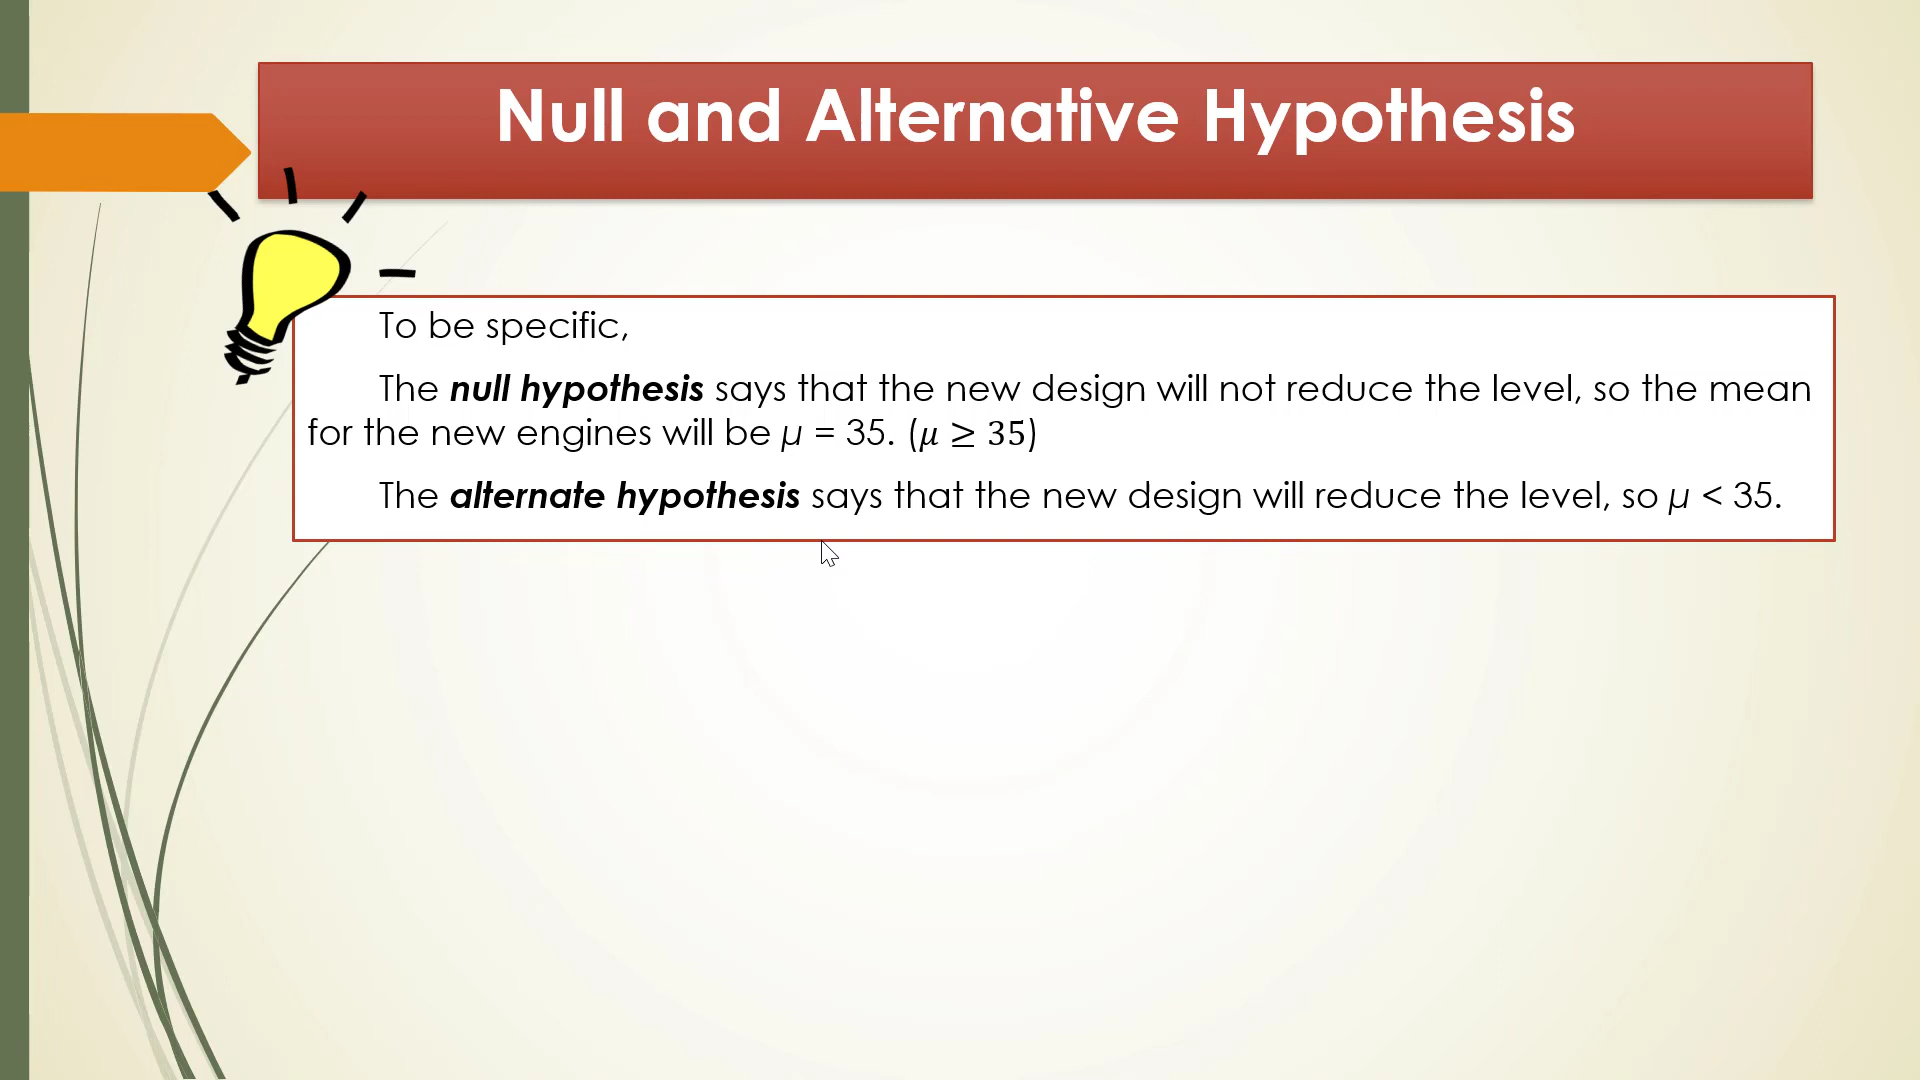 Null and Alternative Hypothesis
To be specific,
The null hypothesis says that the new design will not reduce the level, so the mean
for the new engines will be μ = 35. (μ ≥ 35)
The alternate hypothesis says that the new design will reduce the level, so μ < 35.